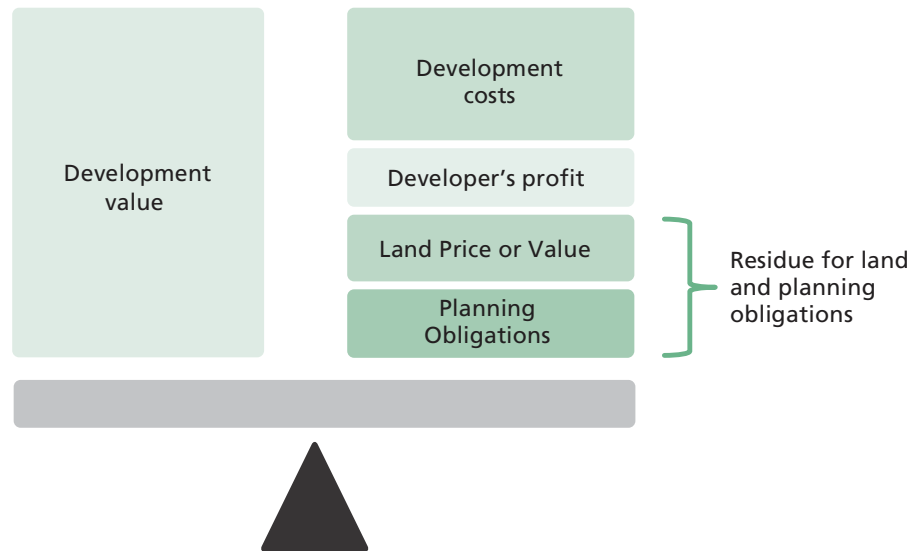 Development
value
Development
costs
Developer’s profit
Land Price or Value
Planning
Obligations
Residue for land
and planning
obligations